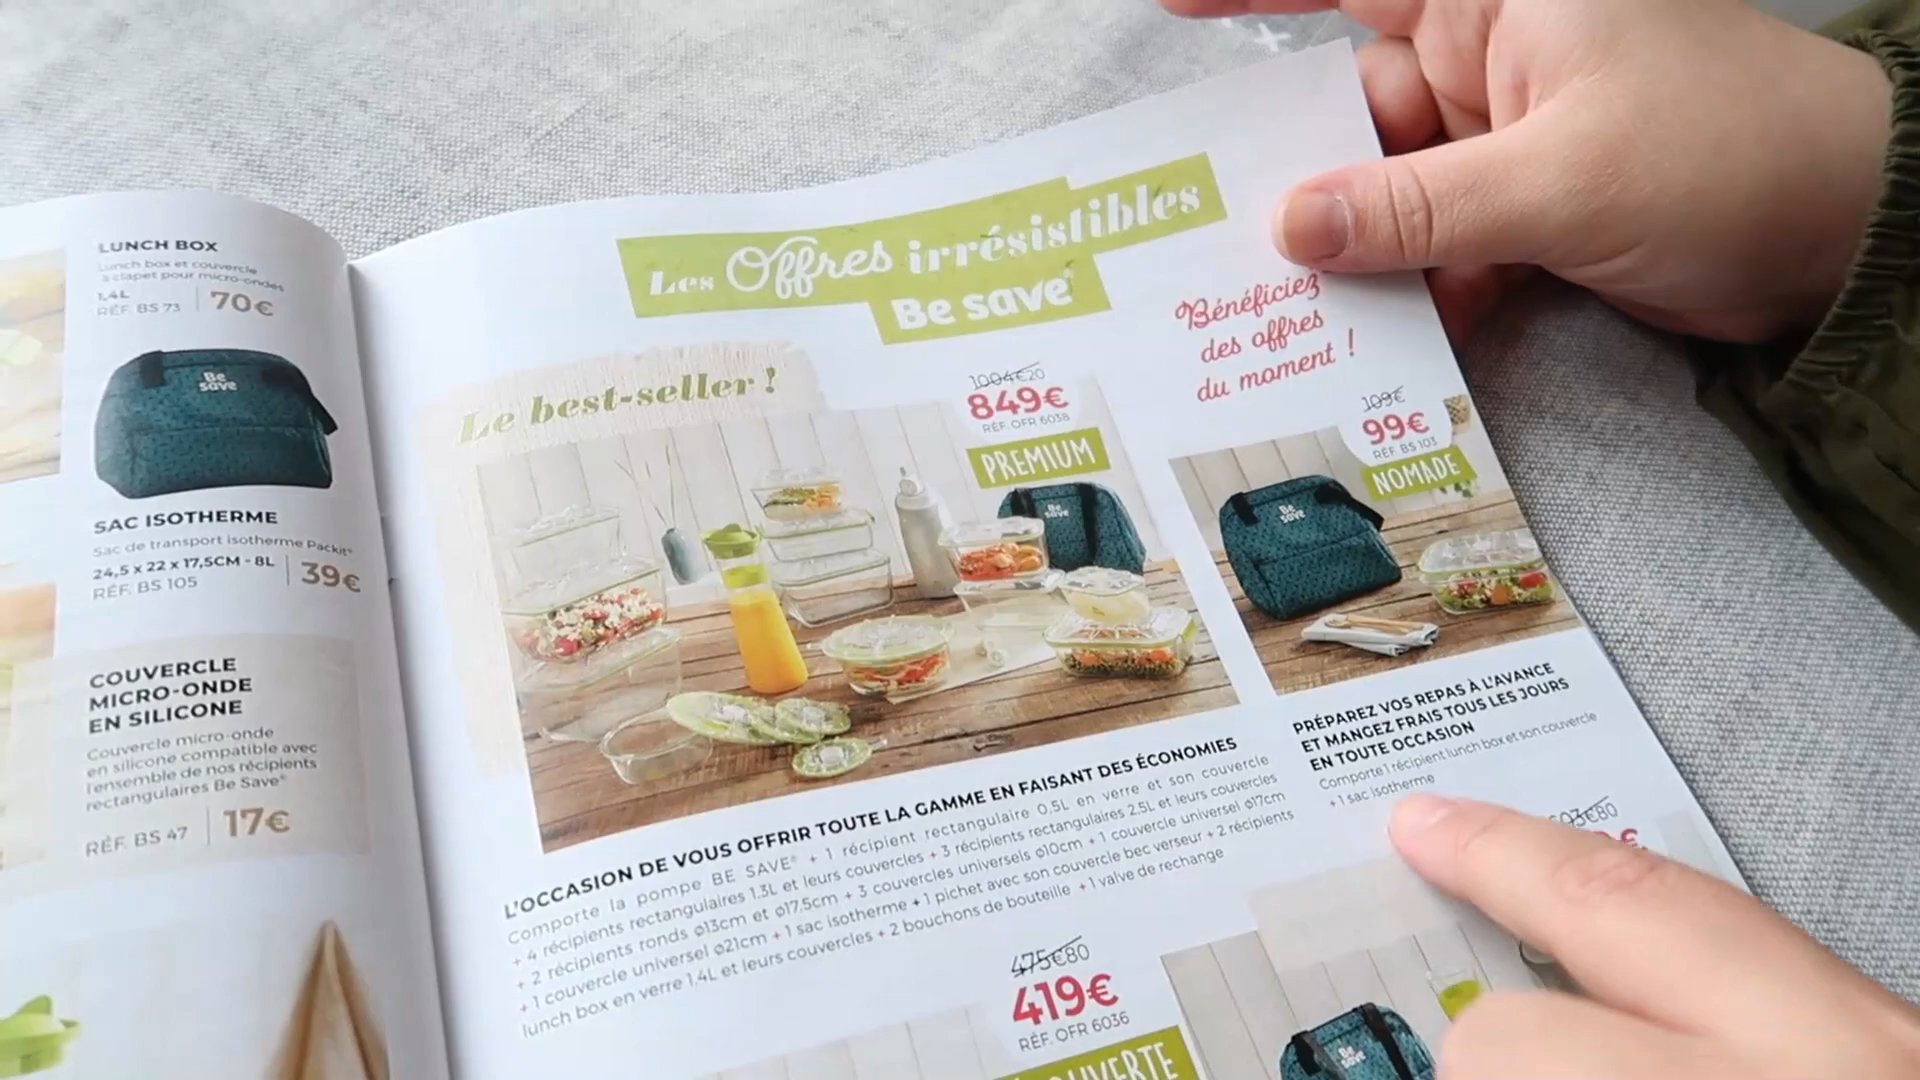 LUNCH BOX
Lunch box et couvercle
à clapet pour micro-ondes
1,4L
RÉF. BS 73
70€
Be
save
SAC ISOTHERME
Sac de transport isotherme Packit®
24,5 x 22 x 17,5CM - 8L
RÉF. BS 105
39€
COUVERCLE
MICRO-ONDE
EN SILICONE
Couvercle micro-onde
en silicone compatible avec
l'ensemble de nos récipients
rectangulaires Be Save®
RÉF. BS 47
17€
Les Offres irrésistibles
Be save®
Bénéficiez
des offres
du moment !
Le best-seller !
1004€20
849€
RÉF. OFR 6038
PREMIUM
Be
save
L'OCCASION DE VOUS OFFRIR TOUTE LA GAMME EN FAISANT DES ÉCONOMIES
Comporte la pompe BE SAVE® + 1 récipient rectangulaire 0,5L en verre et son couvercle
+ 4 récipients rectangulaires 1,3L et leurs couvercles + 3 récipients rectangulaires 2,5L et leurs couvercles
+ 2 récipients ronds ø13cm et ø17,5cm + 3 couvercles universels ø10cm + 1 couvercle universel ø17cm
+ 1 couvercle universel ø21cm + 1 sac isotherme + 1 pichet avec son couvercle bec verseur + 2 récipients
lunch box en verre 1,4L et leurs couvercles + 2 bouchons de bouteille + 1 valve de rechange
109€
99€
RÉF. BS 103
NOMADE
Be
save
PRÉPAREZ VOS REPAS À L'AVANCE
ET MANGEZ FRAIS TOUS LES JOURS
EN TOUTE OCCASION
Comporte 1 récipient lunch box et son couvercle
+ 1 sac isotherme
475€80
419€
RÉF. OFR 6036
Be
save